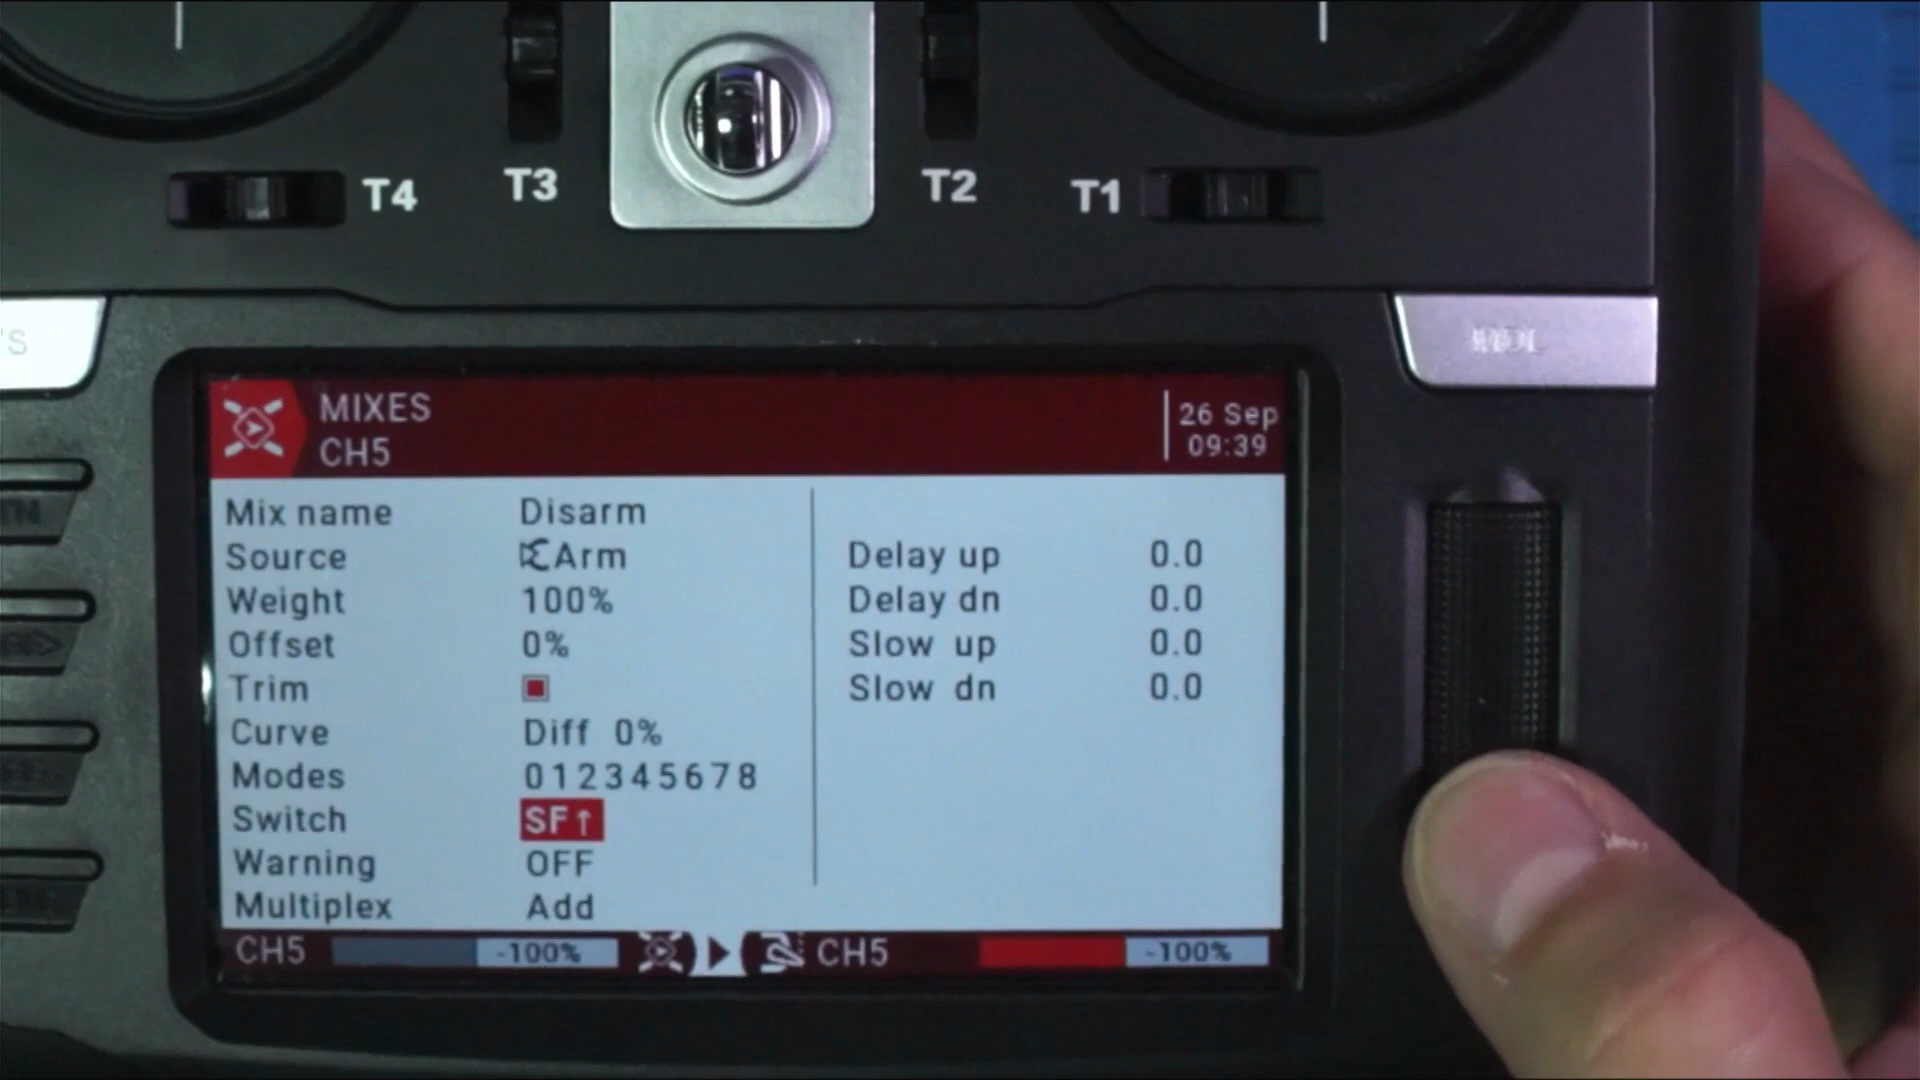 T4
T3
T2
T1
MIXES
CH5
26 Sep
09:39
Mix name Disarm
Source Arm
Weight 100%
Offset 0%
Trim
Curve Diff 0%
Modes 012345678
Switch SF↑
Warning OFF
Multiplex Add
Delay up 0.0
Delay dn 0.0
Slow up 0.0
Slow dn 0.0
CH5 -100% CH5 -100%